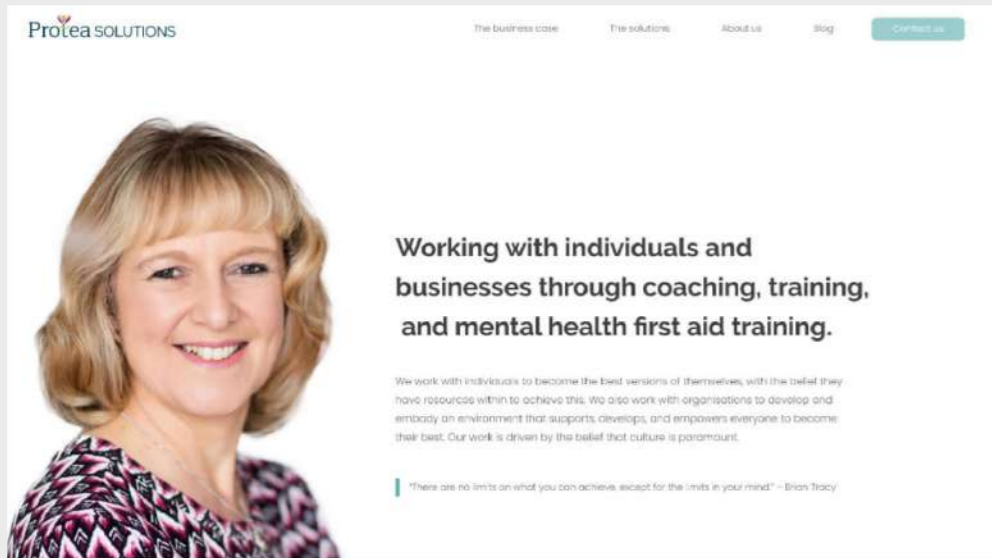 Protea SOLUTIONS
The business case
The solutions
About us
Blog
Contact us
Working with individuals and
businesses through coaching, training,
and mental health first aid training.
We work with individuals to become the best versions of themselves, with the belief they
have resources within to achieve this. We also work with organisations to develop and
embody an environment that supports, develops, and empowers everyone to become
their best. Our work is driven by the belief that culture is paramount.
"There are no limits on what you can achieve, except for the limits in your mind." – Brian Tracy